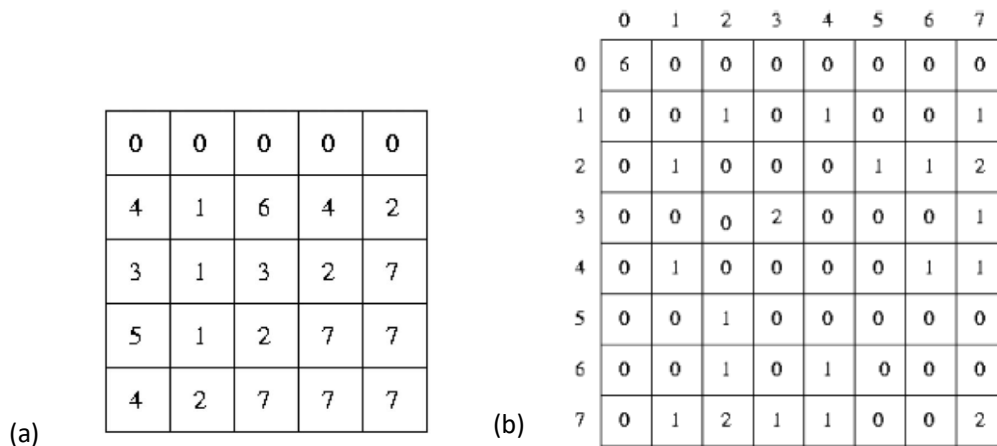 0 1 2 3 4 5 6 7
0 6 0 0 0 0 0 0 0
1 0 0 1 0 1 0 0 1
2 0 1 0 0 0 1 1 2
3 0 0 0 2 0 0 0 1
4 0 1 0 0 0 0 1 1
5 0 0 1 0 0 0 0 0
6 0 0 1 0 1 0 0 0
7 0 1 2 1 1 0 0 2
0 0 0 0 0
4 1 6 4 2
3 1 3 2 7
5 1 2 7 7
4 2 7 7 7
(a)
(b)